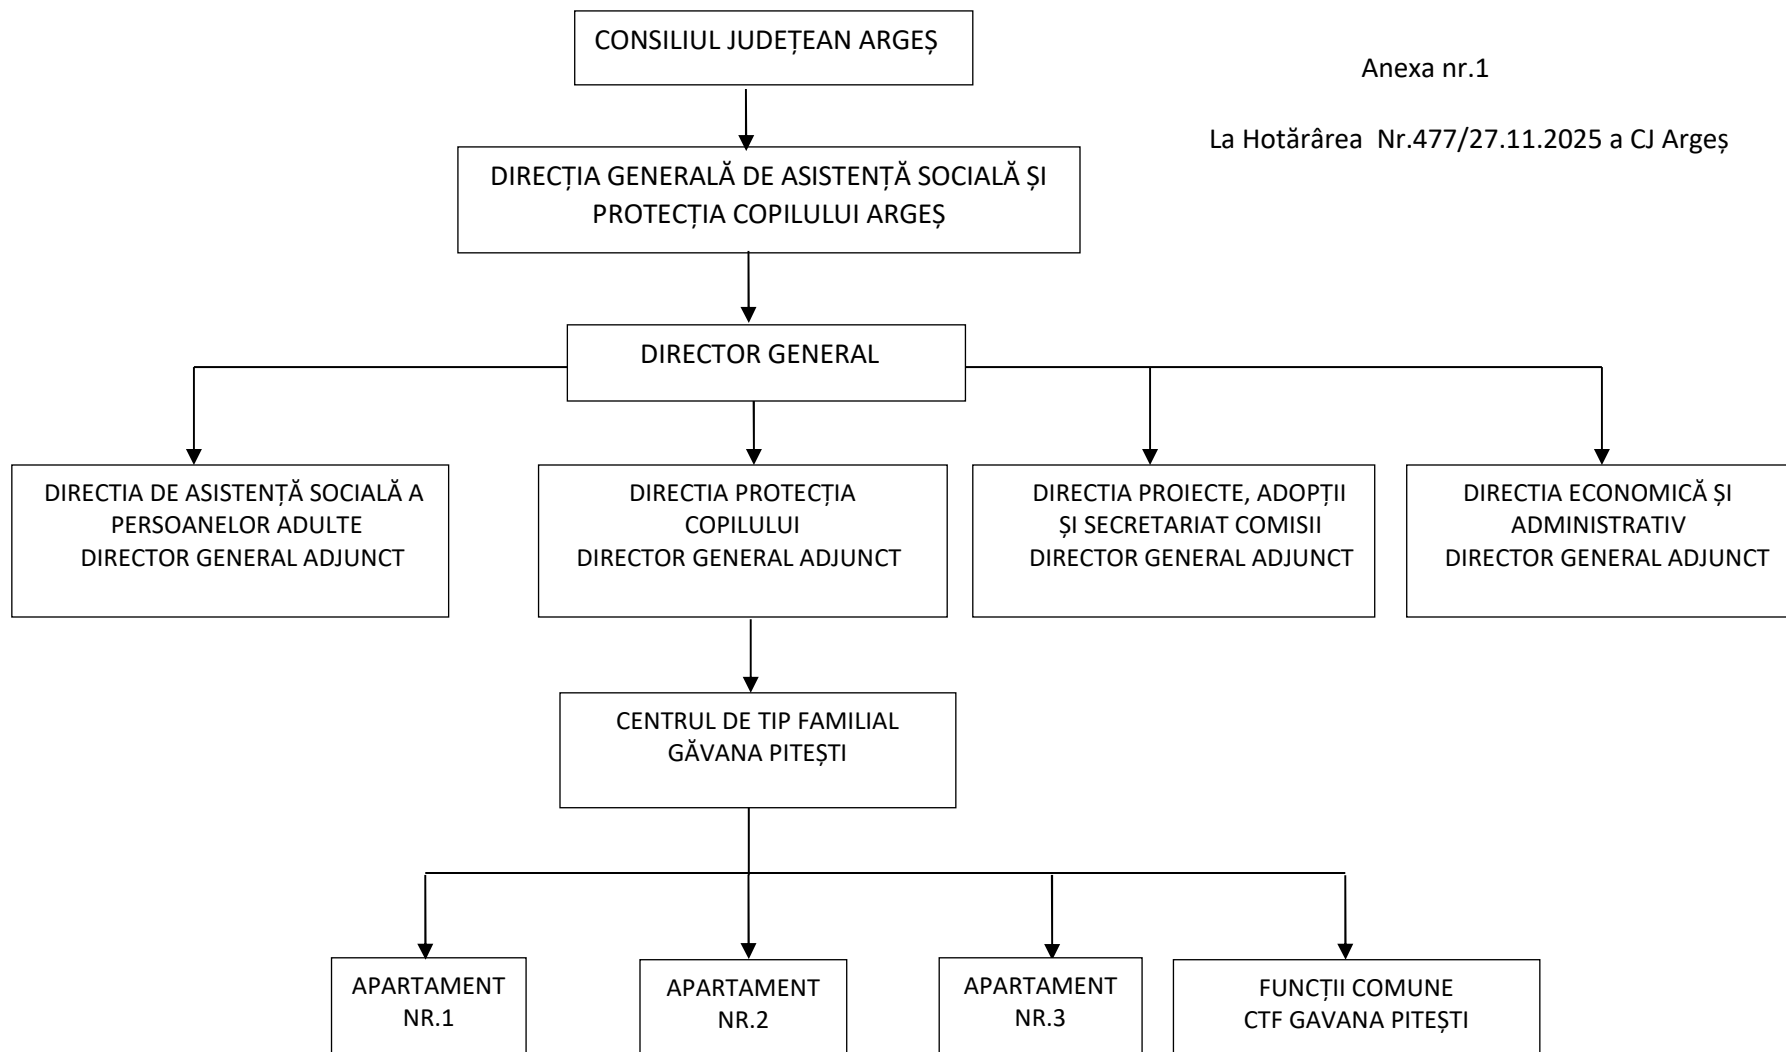 CONSILIUL JUDEȚEAN ARGEȘ
Anexa nr.1
La Hotărârea Nr.477/27.11.2025 a CJ Argeș
DIRECȚIA GENERALĂ DE ASISTENȚĂ SOCIALĂ ȘI
PROTECȚIA COPILULUI ARGEȘ
DIRECTOR GENERAL
DIRECTIA DE ASISTENȚĂ SOCIALĂ A
PERSOANELOR ADULTE
DIRECTOR GENERAL ADJUNCT
DIRECTIA PROTECȚIA
COPILULUI
DIRECTOR GENERAL ADJUNCT
DIRECTIA PROIECTE, ADOPȚII
ȘI SECRETARIAT COMISII
DIRECTOR GENERAL ADJUNCT
DIRECTIA ECONOMICĂ ȘI
ADMINISTRATIV
DIRECTOR GENERAL ADJUNCT
CENTRUL DE TIP FAMILIAL
GĂVANA PITEȘTI
APARTAMENT
NR.1
APARTAMENT
NR.2
APARTAMENT
NR.3
FUNCȚII COMUNE
CTF GAVANA PITEȘTI